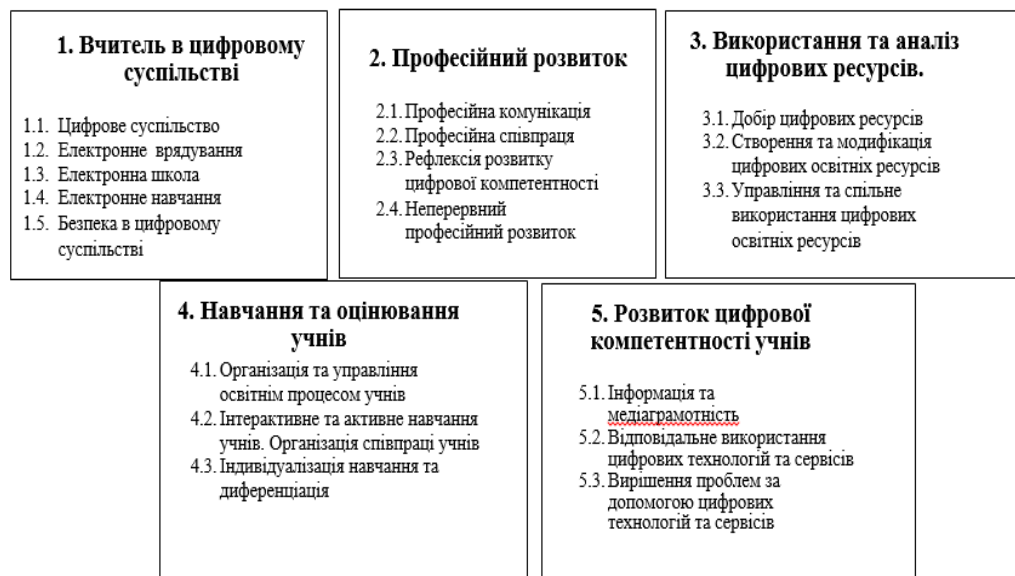 1. Вчитель в цифровому
суспільстві
1.1. Цифрове суспільство
1.2. Електронне врядування
1.3. Електронна школа
1.4. Електронне навчання
1.5. Безпека в цифровому
суспільстві
2. Професійний розвиток
2.1. Професійна комунікація
2.2. Професійна співпраця
2.3. Рефлексія розвитку
цифрової компетентності
2.4. Неперервний
професійний розвиток
3. Використання та аналіз
цифрових ресурсів.
3.1. Добір цифрових ресурсів
3.2. Створення та модифікація
цифрових освітніх ресурсів
3.3. Управління та спільне
використання цифрових
освітніх ресурсів
4. Навчання та оцінювання
учнів
4.1. Організація та управління
освітнім процесом учнів
4.2. Інтерактивне та активне навчання
учнів. Організація співпраці учнів
4.3. Індивідуалізація навчання та
диференціація
5. Розвиток цифрової
компетентності учнів
5.1. Інформація та
медіаграмотність
5.2. Відповідальне використання
цифрових технологій та сервісів
5.3. Вирішення проблем за
допомогою цифрових
технологій та сервісів